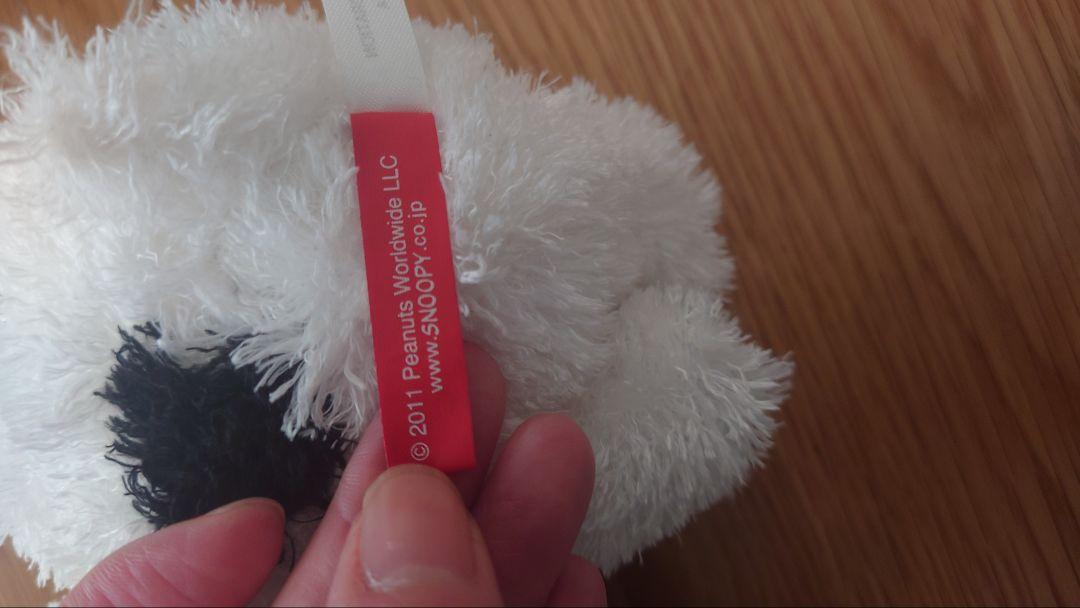 © 2011 Peanuts Worldwide LLC
www.SNOOPY.co.jp